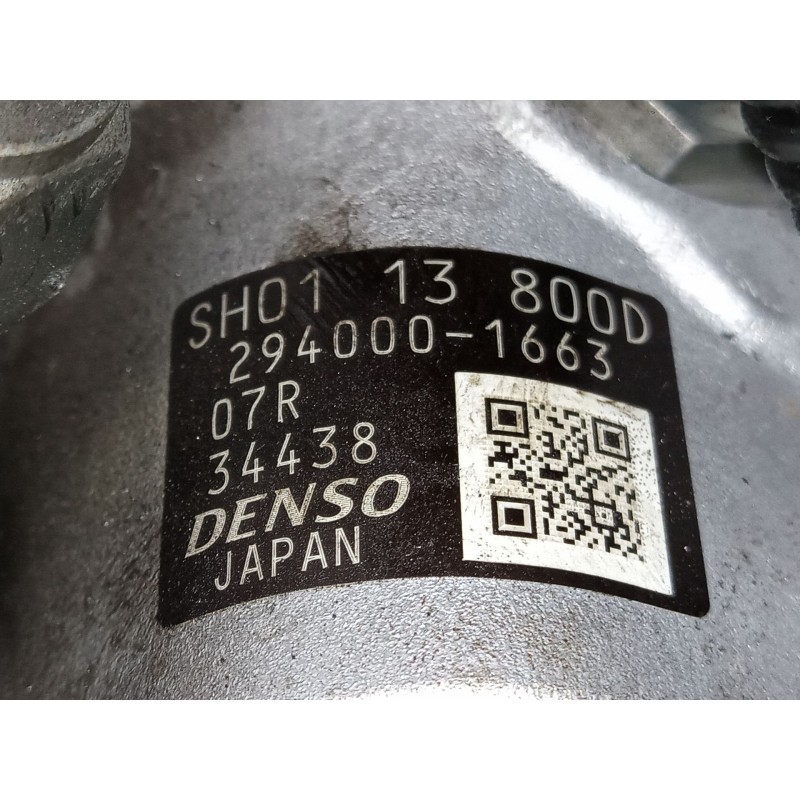 SH01 13 800D
294000-1663
07R
34438
DENSO
JAPAN